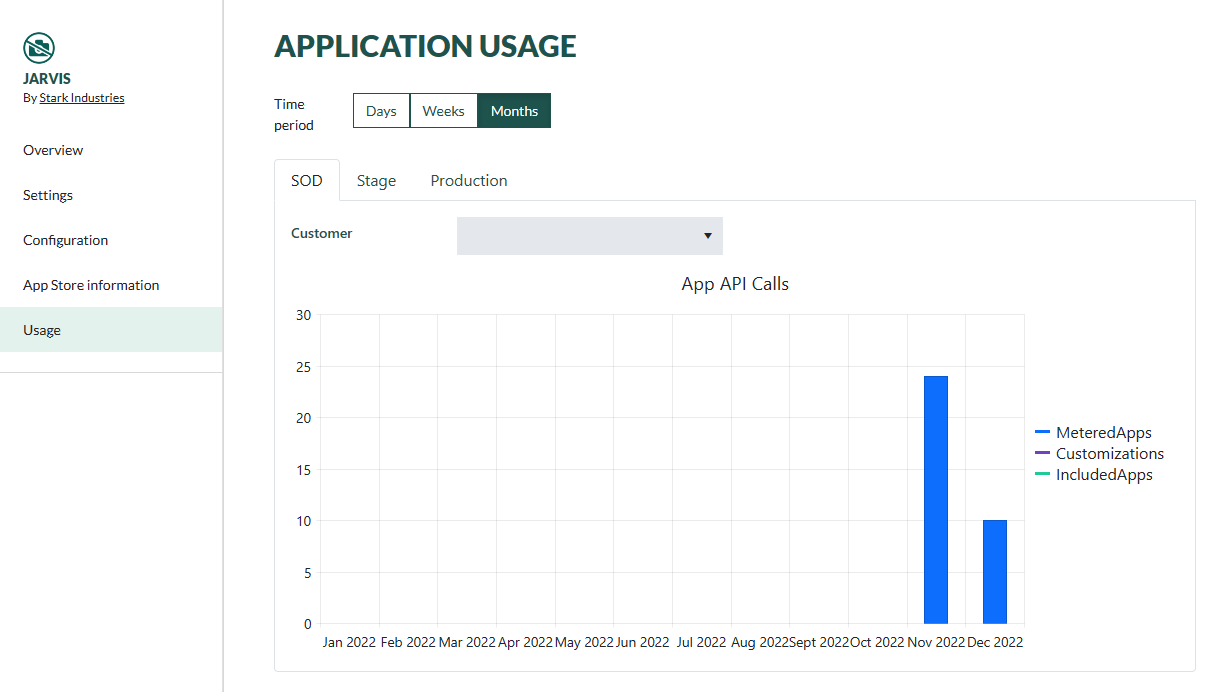 JARVIS
By Stark Industries
Overview
Settings
Configuration
App Store information
Usage
APPLICATION USAGE
Time
period
Days Weeks Months
SOD Stage Production
Customer
App API Calls
30
25
20
15
10
5
0
Jan 2022 Feb 2022 Mar 2022 Apr 2022 May 2022 Jun 2022 Jul 2022 Aug 2022 Sept 2022 Oct 2022 Nov 2022 Dec 2022
MeteredApps
Customizations
IncludedApps